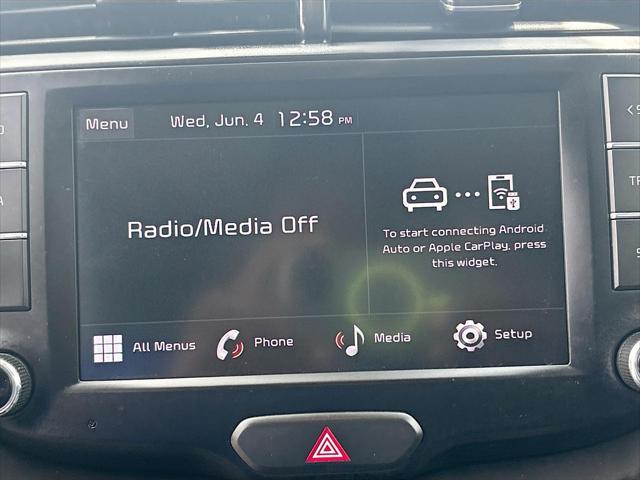 Menu Wed, Jun. 4 12:58 PM
Radio/Media Off
To start connecting Android
Auto or Apple CarPlay, press
this widget.
All Menus Phone Media Setup